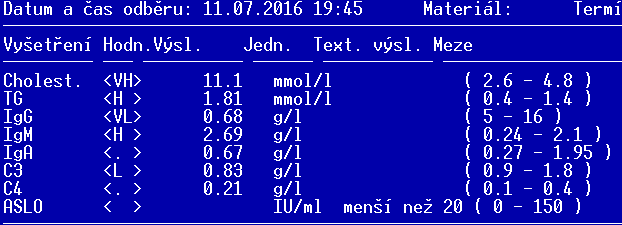 Datum a čas odběru: 11.07.2016 19:45 Materiál: Termí
Vyšetření Hodn.Výsl. Jedn. Text. výsl. Meze
Cholest. <VH> 11.1 mmol/l ( 2.6 - 4.8 )
TG <H > 1.81 mmol/l ( 0.4 - 1.4 )
IgG <VL> 0.68 g/l ( 5 - 16 )
IgM <H > 2.69 g/l ( 0.24 - 2.1 )
IgA <. > 0.67 g/l ( 0.27 - 1.95 )
C3 <L > 0.83 g/l ( 0.9 - 1.8 )
C4 <. > 0.21 g/l ( 0.1 - 0.4 )
ASLO < > IU/ml menší než 20 ( 0 - 150 )